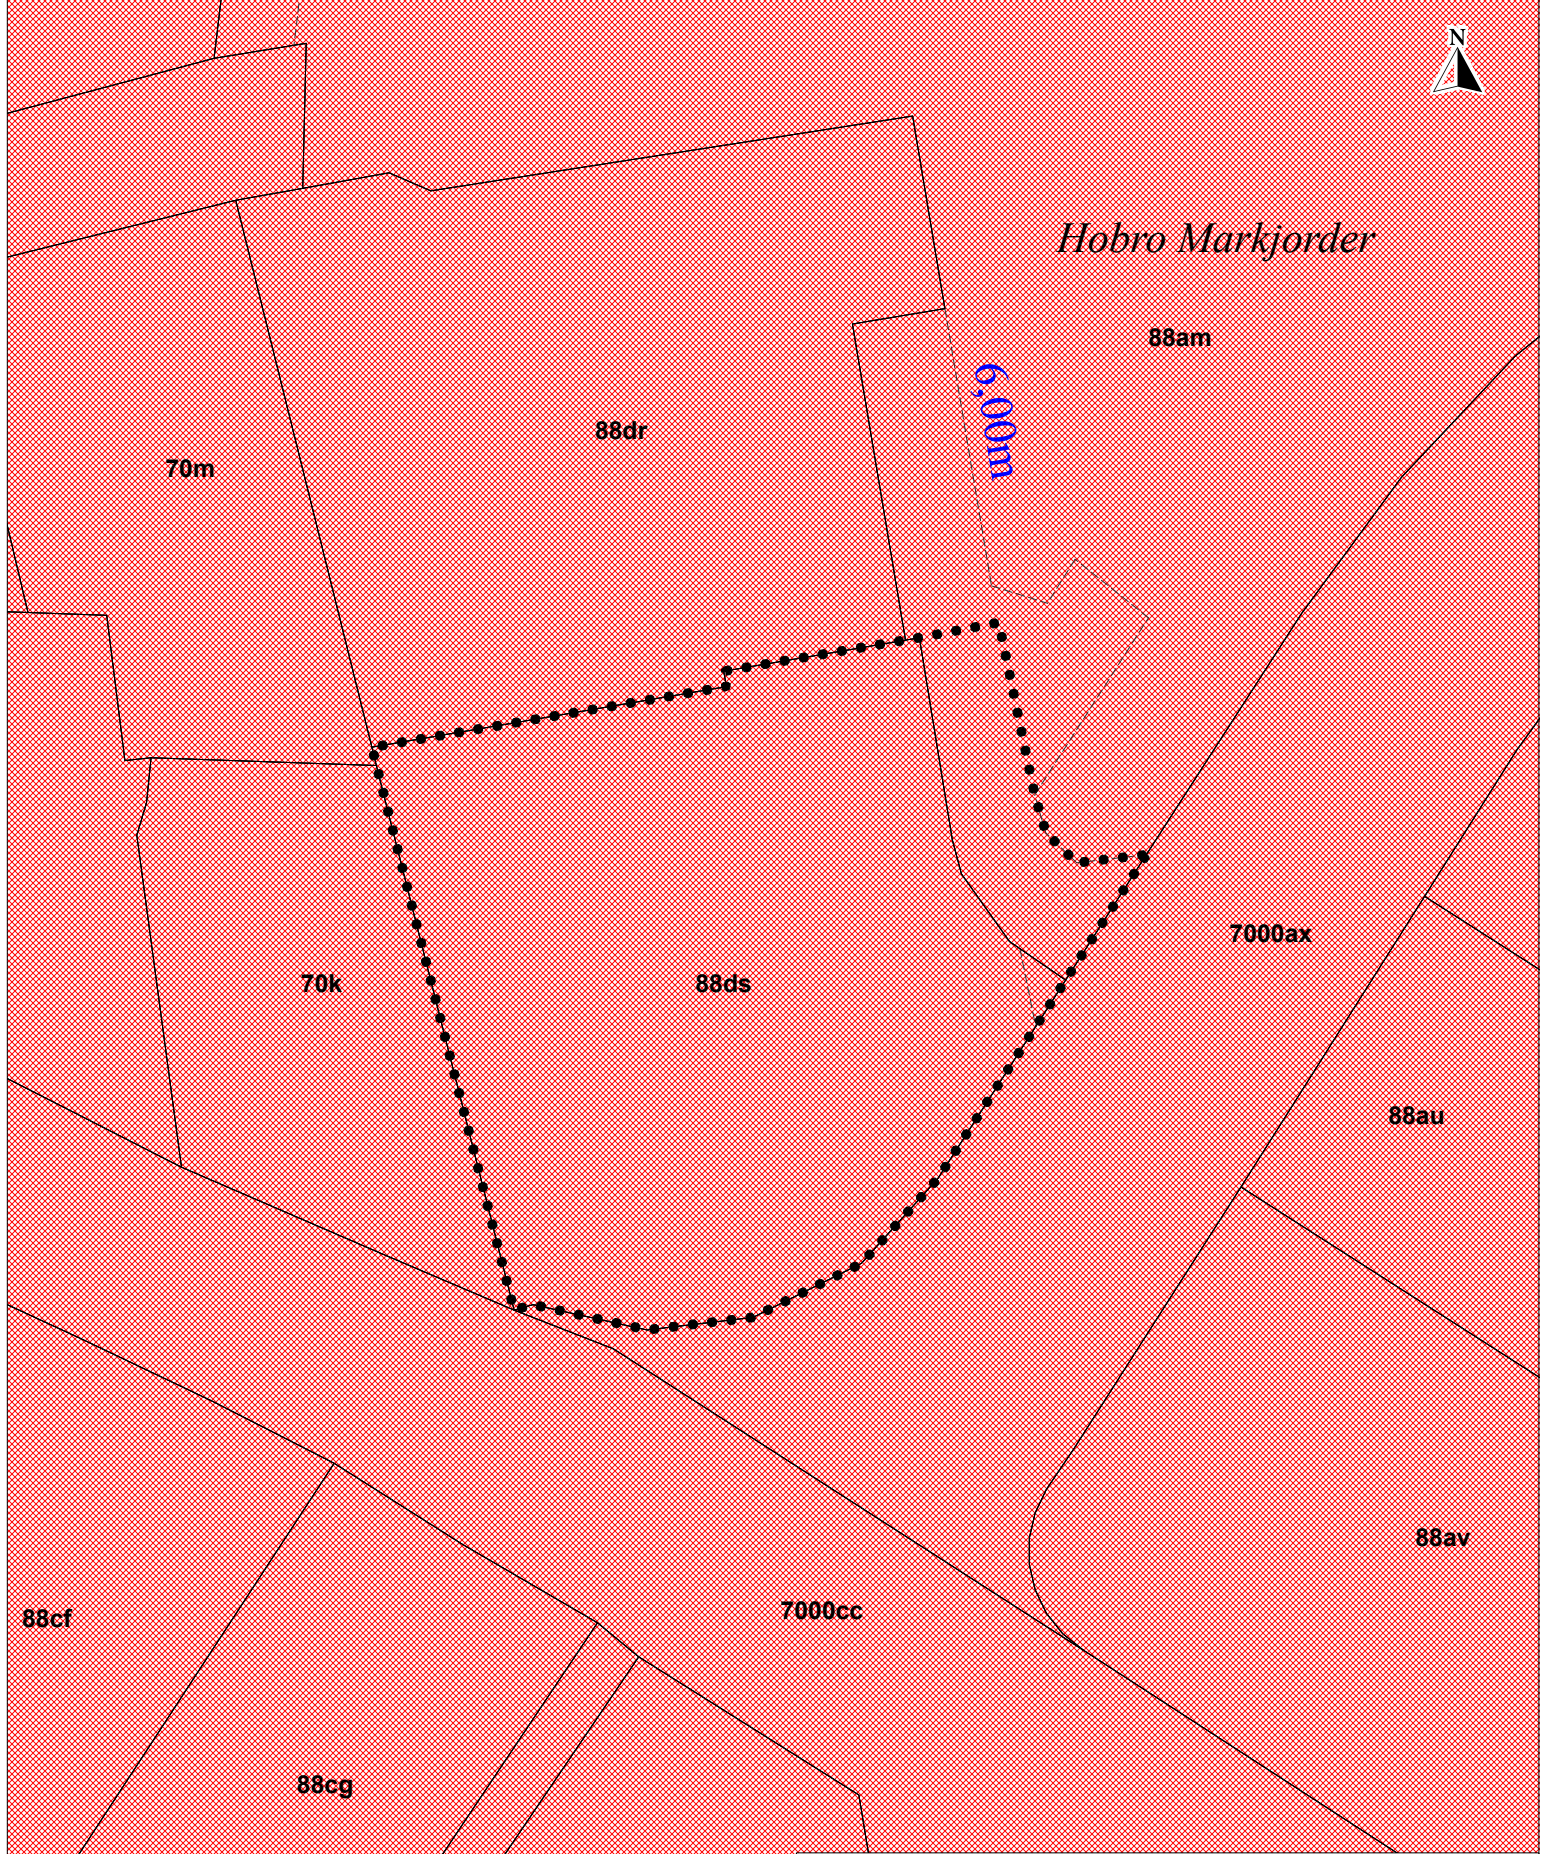 N
Hobro Markjorder
88am
6,00m
88dr
70m
7000ax
70k
88ds
88au
88av
7000cc
88cf
88cg